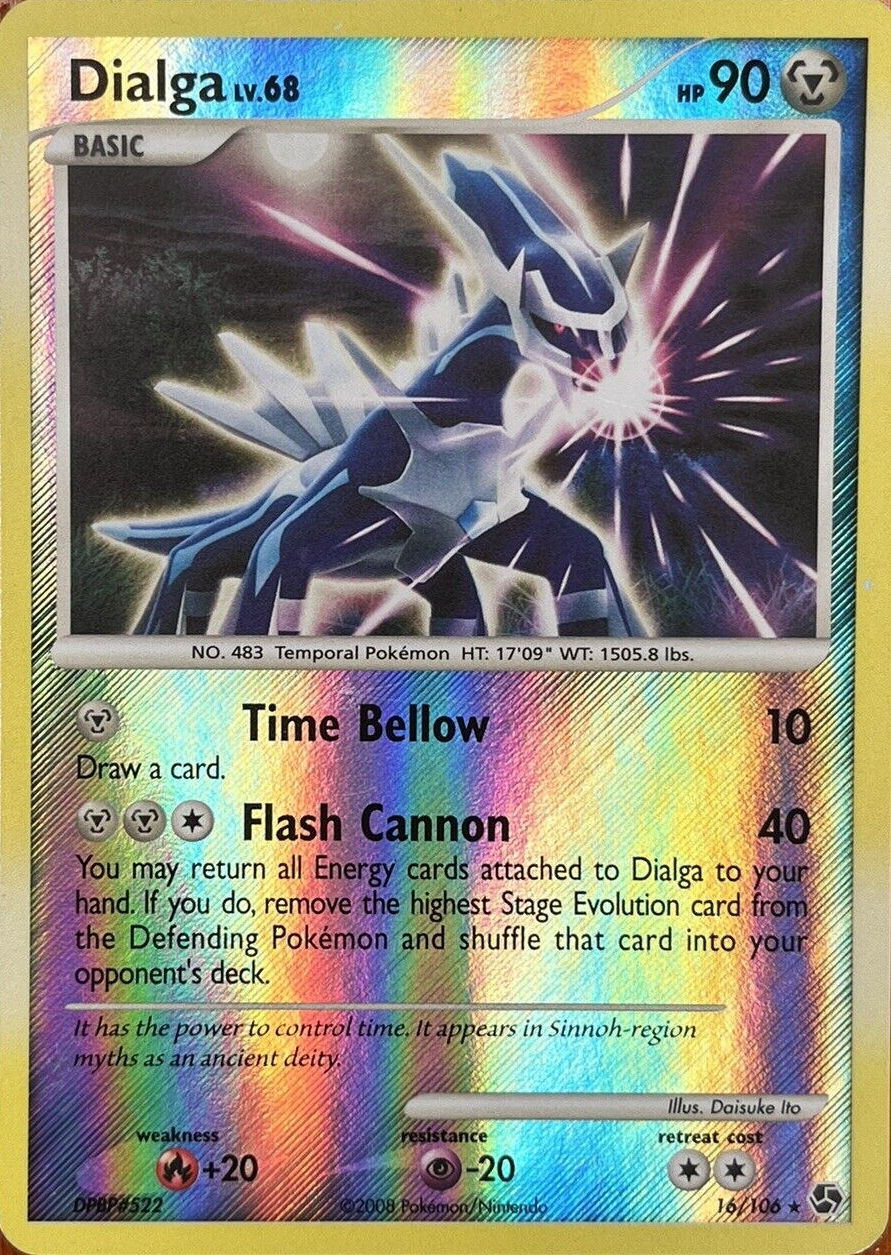 Dialga LV.68 HP 90
BASIC
NO. 483 Temporal Pokémon HT: 17'09" WT: 1505.8 lbs.
Time Bellow 10
Draw a card.
Flash Cannon 40
You may return all Energy cards attached to Dialga to your
hand. If you do, remove the highest Stage Evolution card from
the Defending Pokémon and shuffle that card into your
opponent's deck.
It has the power to control time. It appears in Sinnoh-region
myths as an ancient deity.
Illus. Daisuke Ito
weakness resistance retreat cost
+20 -20
DPBP#522 ©2008 Pokémon/Nintendo 16/106 ★